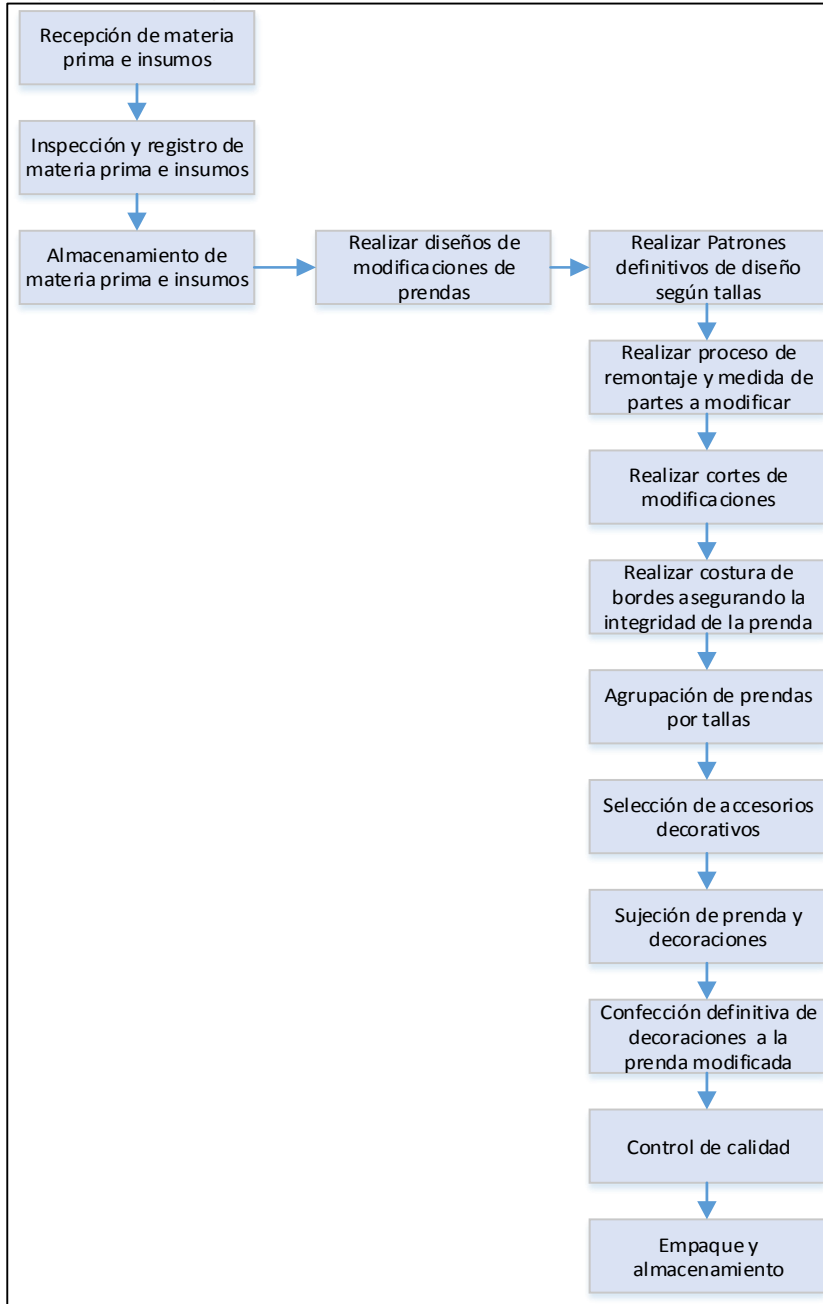 Recepción de materia
prima e insumos
Inspección y registro de
materia prima e insumos
Almacenamiento de
materia prima e insumos
Realizar diseños de
modificaciones de
prendas
Realizar Patrones
definitivos de diseño
según tallas
Realizar proceso de
remontaje y medida de
partes a modificar
Realizar cortes de
modificaciones
Realizar costura de
bordes asegurando la
integridad de la prenda
Agrupación de prendas
por tallas
Selección de accesorios
decorativos
Sujeción de prenda y
decoraciones
Confección definitiva de
decoraciones a la
prenda modificada
Control de calidad
Empaque y
almacenamiento